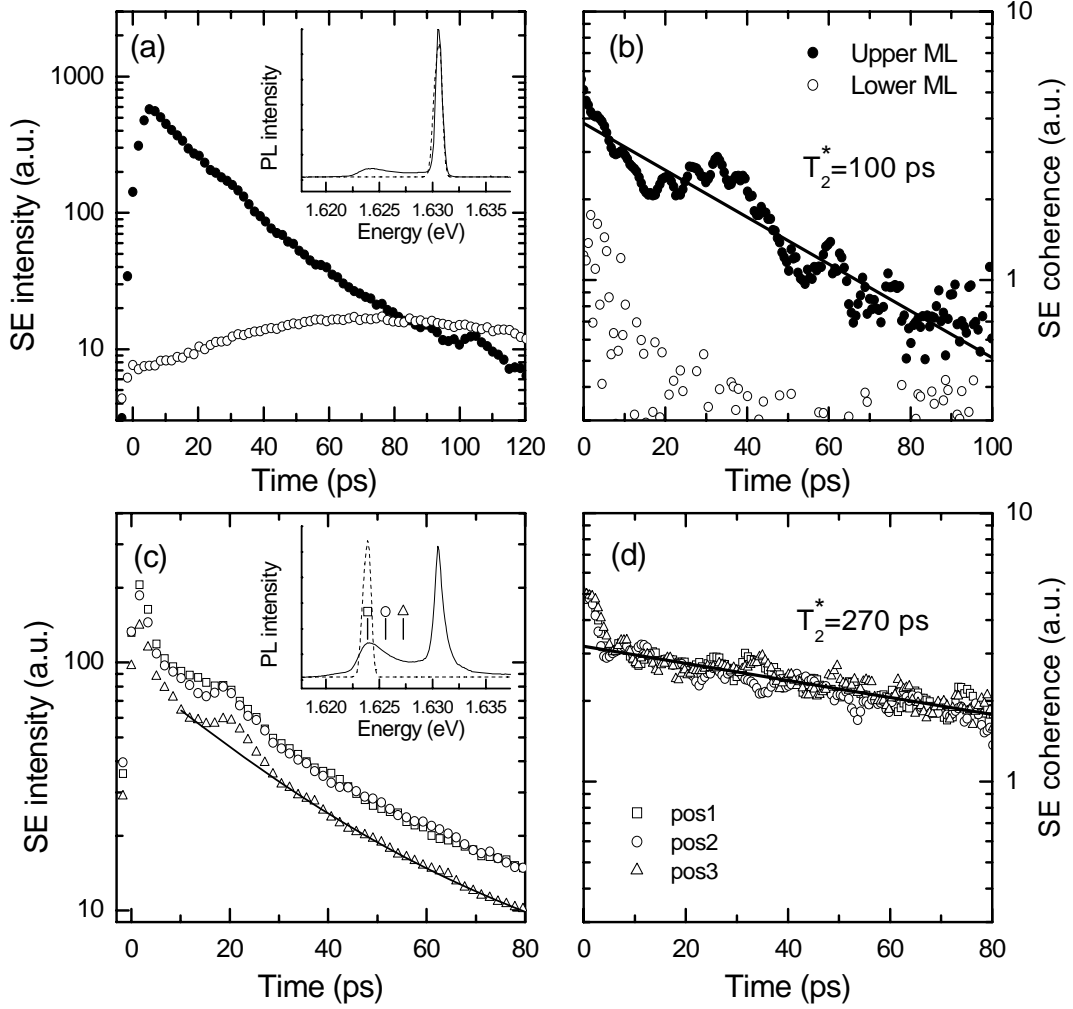 (a)
SE intensity (a.u.)
1000
100
10
0 20 40 60 80 100 120
Time (ps)
PL intensity
1.620 1.625 1.630 1.635
Energy (eV)
(b)
Upper ML
Lower ML
T2*=100 ps
10
1
SE coherence (a.u.)
0 20 40 60 80 100
Time (ps)
(c)
SE intensity (a.u.)
100
10
0 20 40 60 80
Time (ps)
PL intensity
1.620 1.625 1.630 1.635
Energy (eV)
(d)
T2*=270 ps
pos1
pos2
pos3
10
1
SE coherence (a.u.)
0 20 40 60 80
Time (ps)